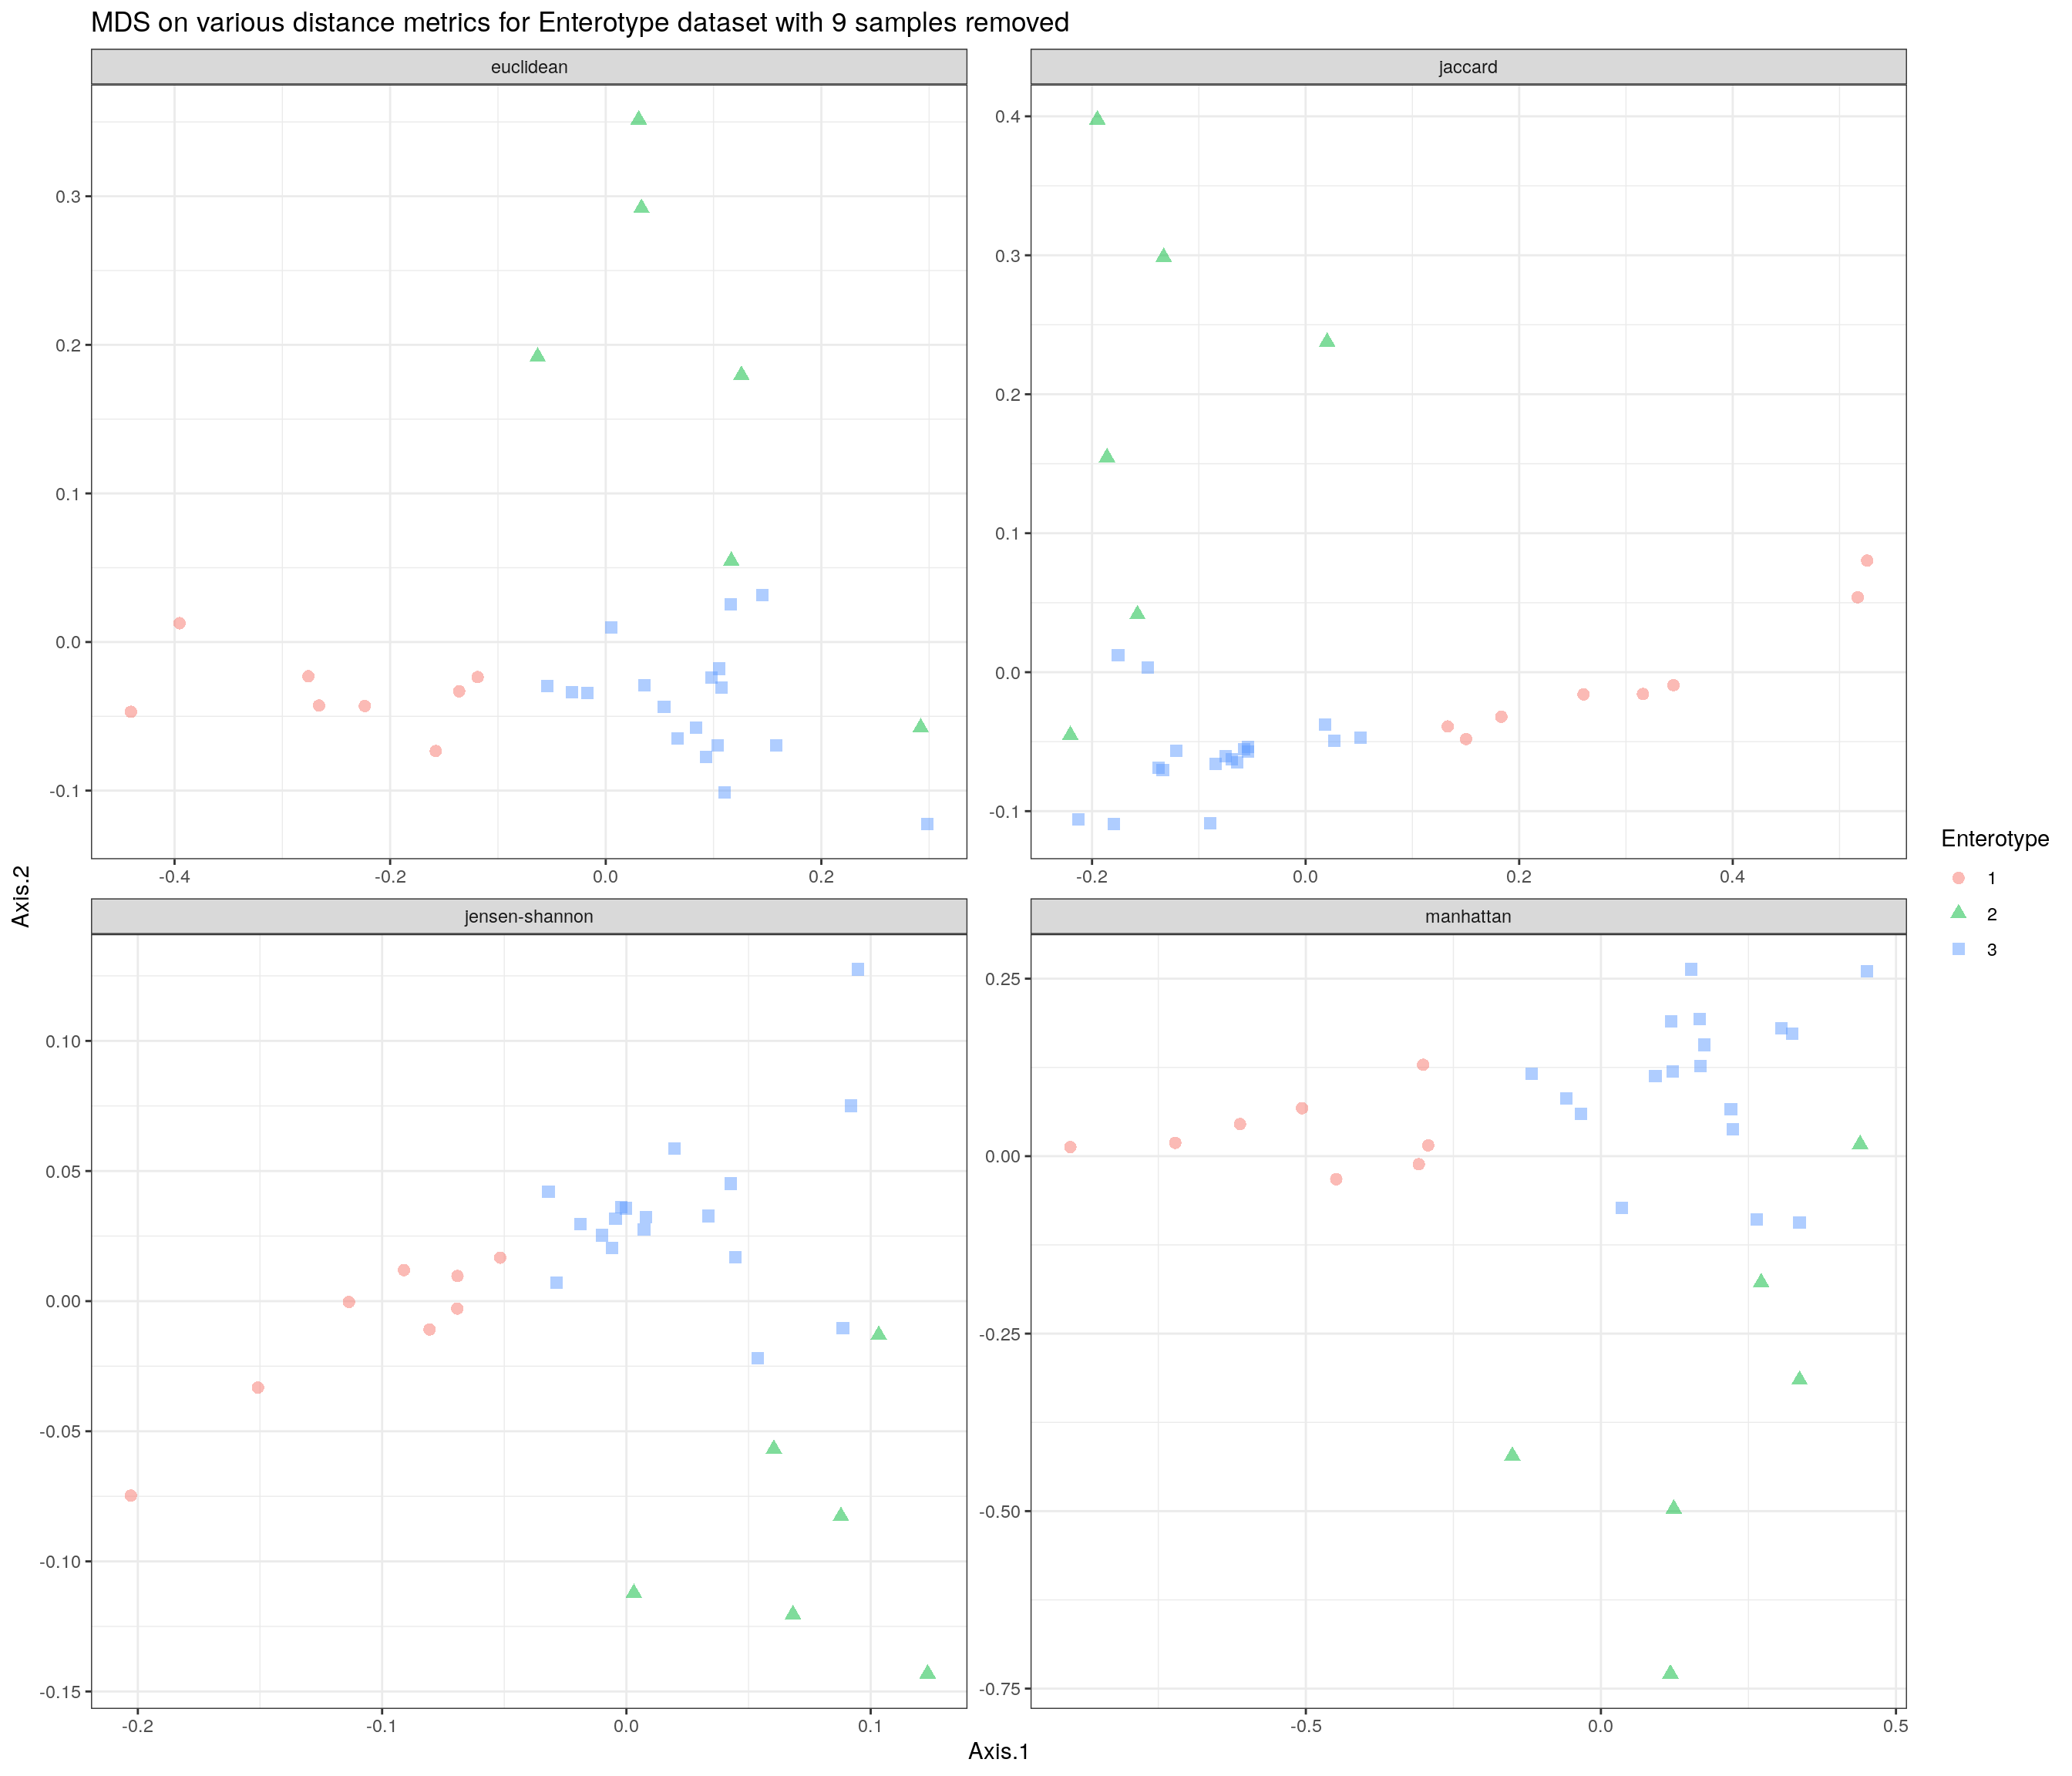 MDS on various distance metrics for Enterotype dataset with 9 samples removed
euclidean
0.3
0.2
0.1
0.0
-0.1
-0.4 -0.2 0.0 0.2
jaccard
0.4
0.3
0.2
0.1
0.0
-0.1
-0.2 0.0 0.2 0.4
jensen-shannon
0.10
0.05
0.00
-0.05
-0.10
-0.15
-0.2 -0.1 0.0 0.1
manhattan
0.25
0.00
-0.25
-0.50
-0.75
-0.5 0.0 0.5
Axis.2
Axis.1
Enterotype
1
2
3